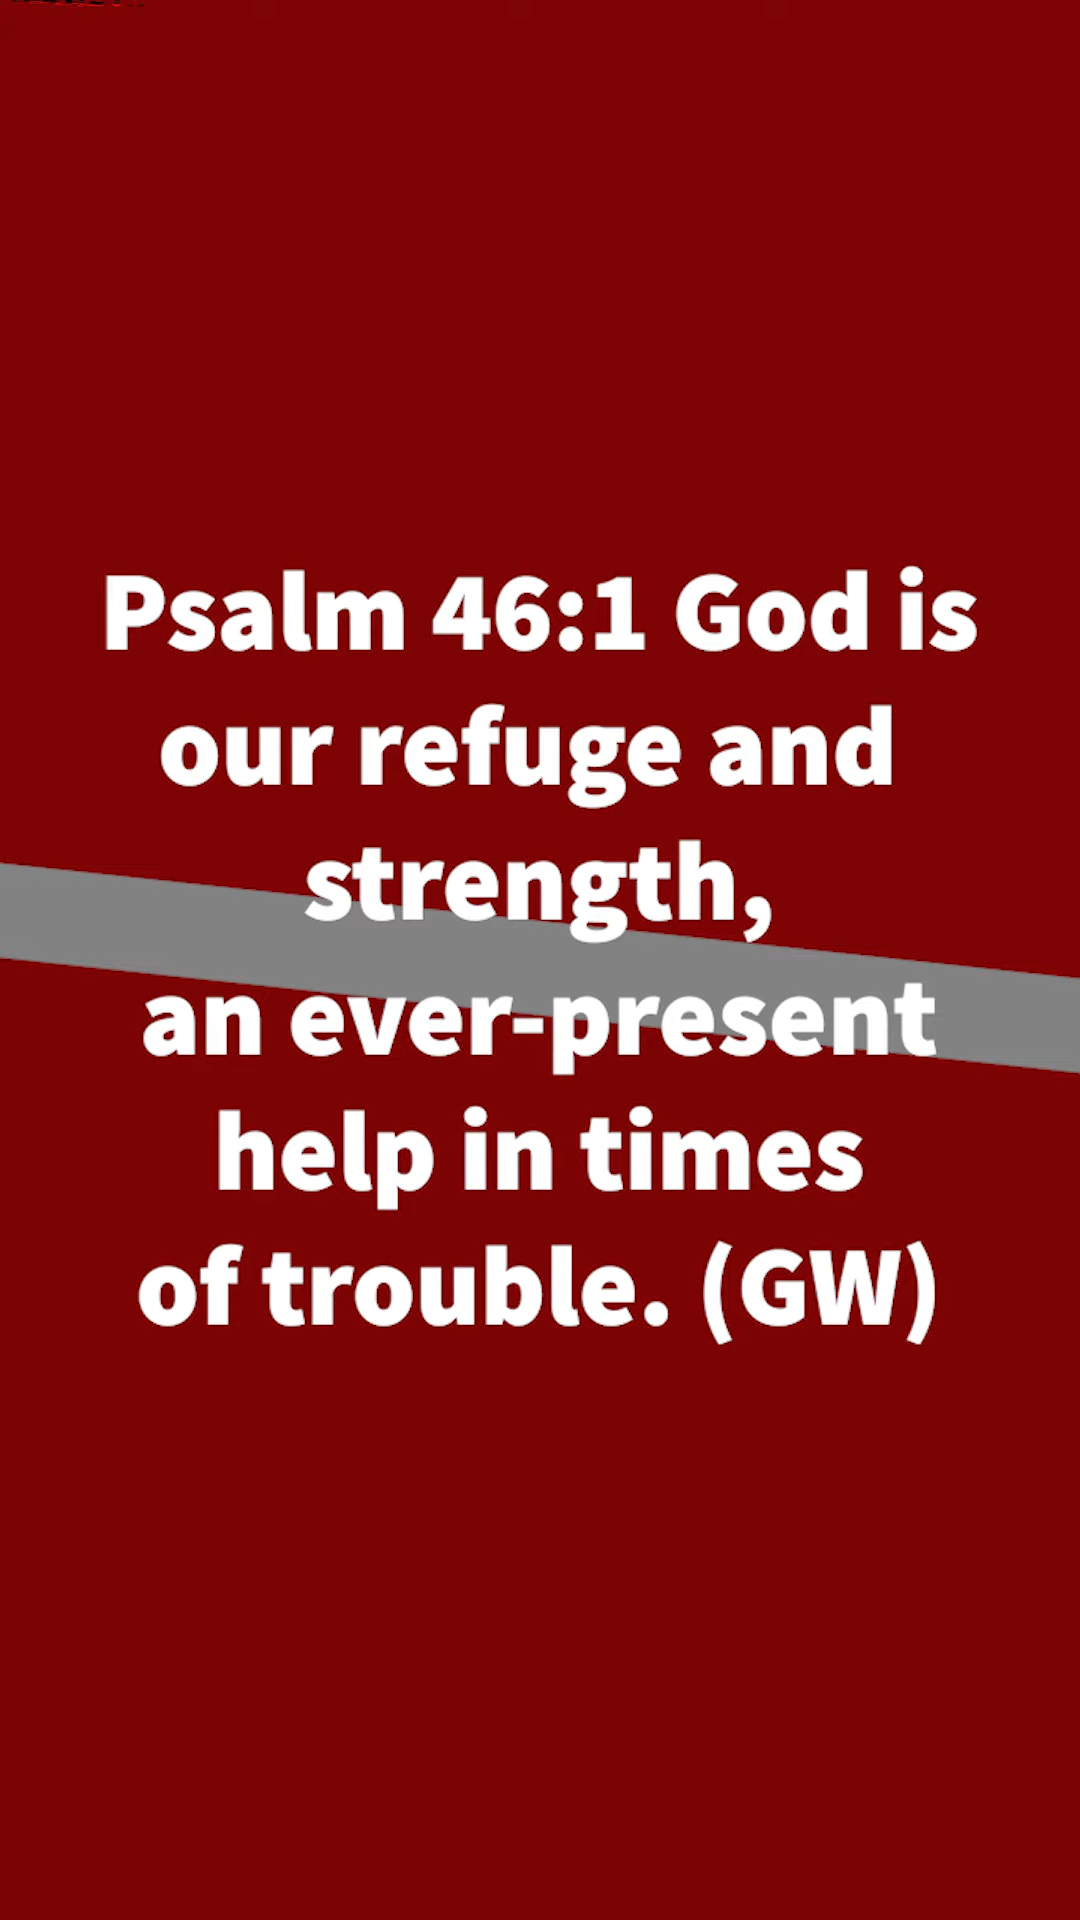 Psalm 46:1 God is
our refuge and
strength,
an ever-present
help in times
of trouble. (GW)